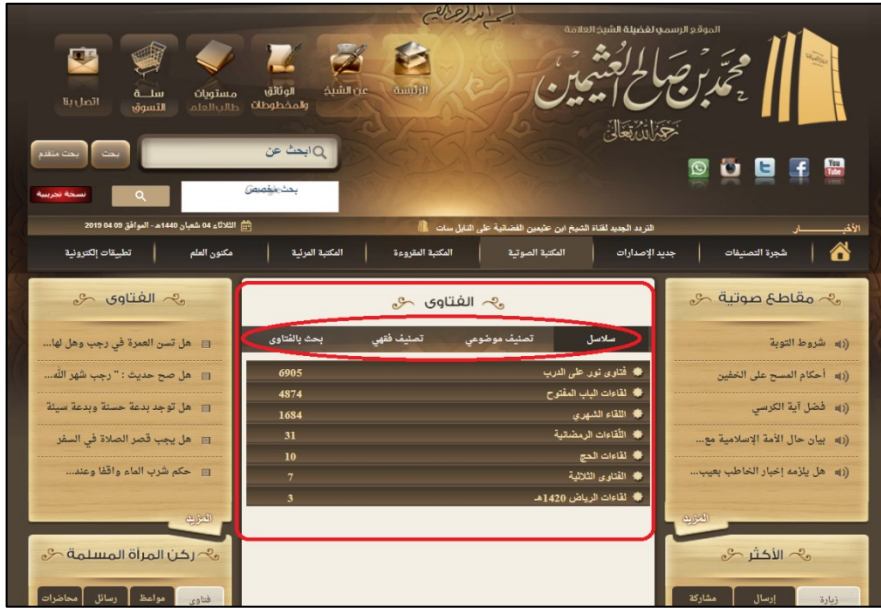 بسم الله الرحمن الرحيم
الموقع الرسمي لفضيلة الشيخ العلامة
محمد بن صالح العثيمين
رحمه الله تعالى
الرئيسة
عن الشيخ
الوثائق والمخطوطات
مستويات طالب العلم
سلة التسوق
اتصل بنا
ابحث عن
بحث
بحث متقدم
You Tube
بحث مخصص
نسخة تجريبية
التردد الجديد لقناة الشيخ ابن عثيمين الفضائية على النايل سات
الثلاثاء 04 شعبان 1440هـ - الموافق 09 04 2019
شجرة التصنيفات
جديد الإصدارات
المكتبة الصوتية
المكتبة المقروءة
المكتبة المرئية
مكنون العلم
تطبيقات إلكترونية
مقاطع صوتية
شروط التوبة
أحكام المسح على الخفين
فضل آية الكرسي
بيان حال الأمة الإسلامية مع...
هل يلزمه إخبار الخاطب بعيب...
المزيد
الأكثر
زيارة
إرسال
مشاركة
الفتاوى
سلاسل
تصنيف موضوعي
تصنيف فقهي
بحث بالفتاوى
فتاوى نور على الدرب 6905
لقاءات الباب المفتوح 4874
اللقاء الشهري 1684
اللقاءات الرمضانية 31
لقاءات الحج 10
الفتاوى الثلاثية 7
لقاءات الرياض 1420هـ 3
الفتاوى
هل تسن العمرة في رجب وهل لها...
هل صح حديث : " رجب شهر الله...
هل توجد بدعة حسنة وبدعة سيئة
هل يجب قصر الصلاة في السفر
حكم شرب الماء واقفا وعند...
المزيد
ركن المرأة المسلمة
فتاوى
مواعظ
رسائل
محاضرات